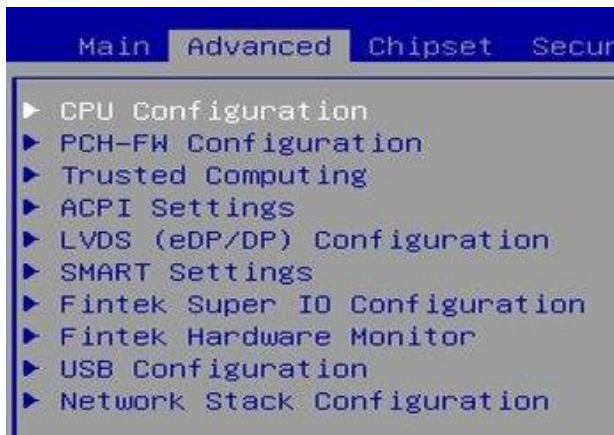 Main Advanced Chipset Secur
CPU Configuration
PCH-FW Configuration
Trusted Computing
ACPI Settings
LVDS (eDP/DP) Configuration
SMART Settings
Fintek Super IO Configuration
Fintek Hardware Monitor
USB Configuration
Network Stack Configuration